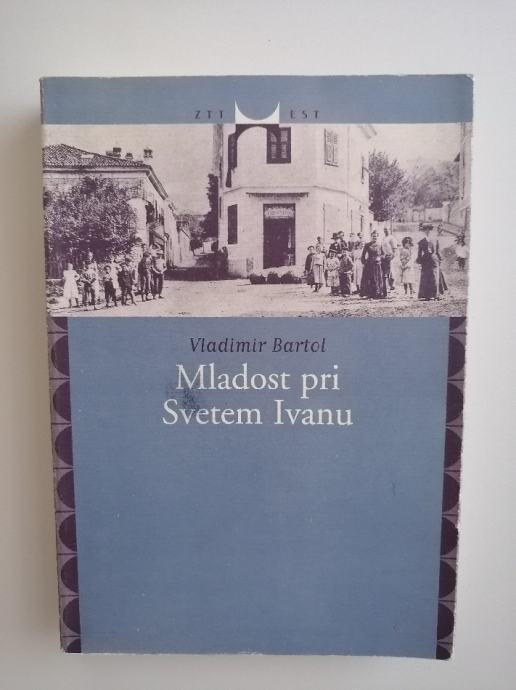 ZTT EST
Vladimir Bartol
Mladost pri
Svetem Ivanu